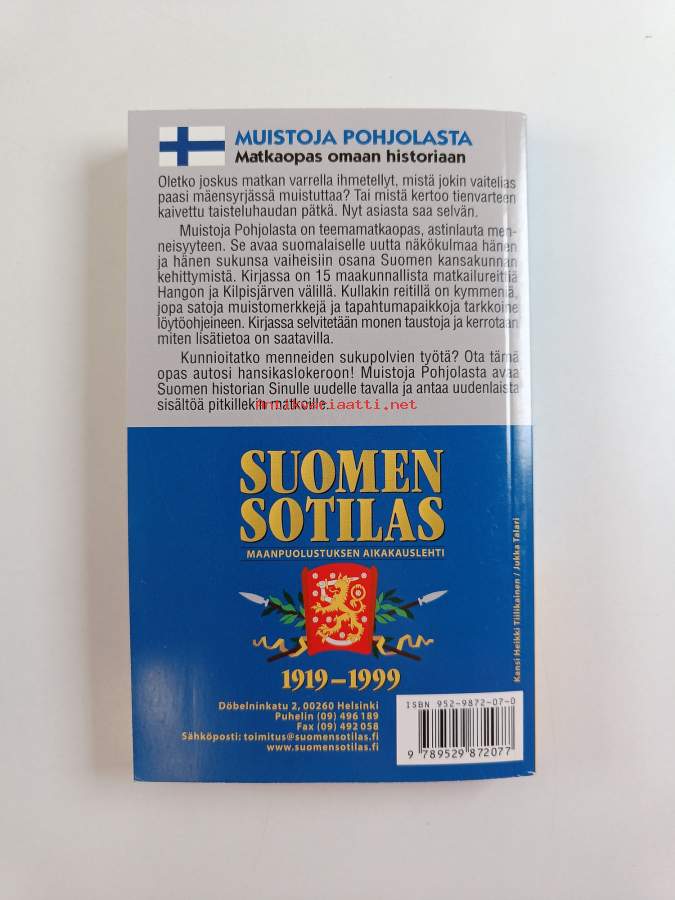 MUISTOJA POHJOLASTA
Matkaopas omaan historiaan
Oletko joskus matkan varrella ihmetellyt, mistä jokin vaitelias
paasi mäensyrjässä muistuttaa? Tai mistä kertoo tienvarteen
kaivettu taisteluhaudan pätkä. Nyt asiasta saa selvän.
Muistoja Pohjolasta on teemamatkaopas, astinlauta men-
neisyyteen. Se avaa suomalaiselle uutta näkökulmaa hänen
ja hänen sukunsa vaiheisiin osana Suomen kansakunnan
kehittymistä. Kirjassa on 15 maakunnallista matkailureittiä
Hangon ja Kilpisjärven välillä. Kullakin reitillä on kymmeniä,
jopa satoja muistomerkkejä ja tapahtumapaikkoja tarkkoine
löytöohjeineen. Kirjassa selvitetään monen taustoja ja kerrotaan
miten lisätietoa on saatavilla.
Kunnioitatko menneiden sukupolvien työtä? Ota tämä
opas autosi hansikaslokeroon! Muistoja Pohjolasta avaa
Suomen historian Sinulle uudelle tavalla ja antaa uudenlaista
sisältöä pitkillekin matkoille.
SUOMEN
SOTILAS
MAANPUOLUSTUKSEN AIKAKAUSLEHTI
1919–1999
Döbelninkatu 2, 00260 Helsinki
Puhelin (09) 496 189
Fax (09) 492 058
Sähköposti: toimitus@suomensotilas.fi
www.suomensotilas.fi
Kansi Heikki Tiilikainen / Jukka Talari
ISBN 952-9872-07-0
9 789529 872077